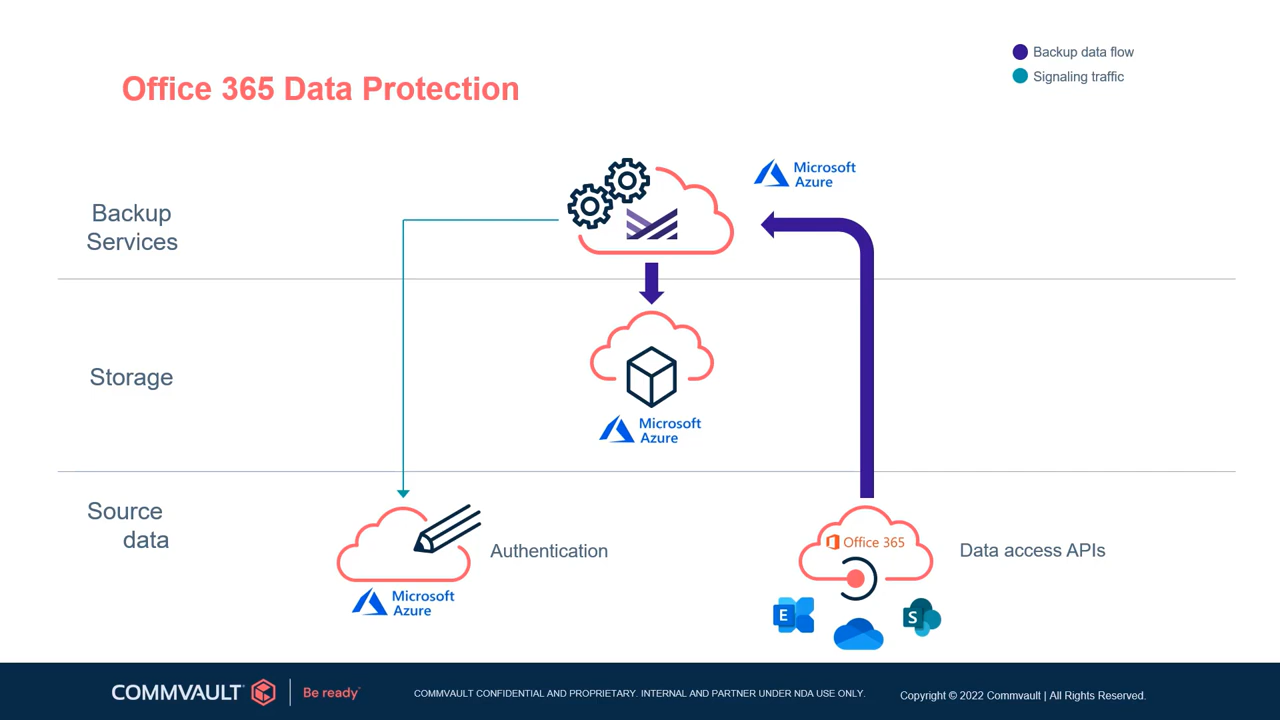 Backup data flow
Signaling traffic
Office 365 Data Protection
Microsoft
Azure
Backup
Services
Storage
Microsoft
Azure
Source
data
Authentication
Microsoft
Azure
Office 365
Data access APIs
E
S
COMMVAULT
Be ready
COMMVAULT CONFIDENTIAL AND PROPRIETARY. INTERNAL AND PARTNER UNDER NDA USE ONLY.
Copyright © 2022 Commvault | All Rights Reserved.